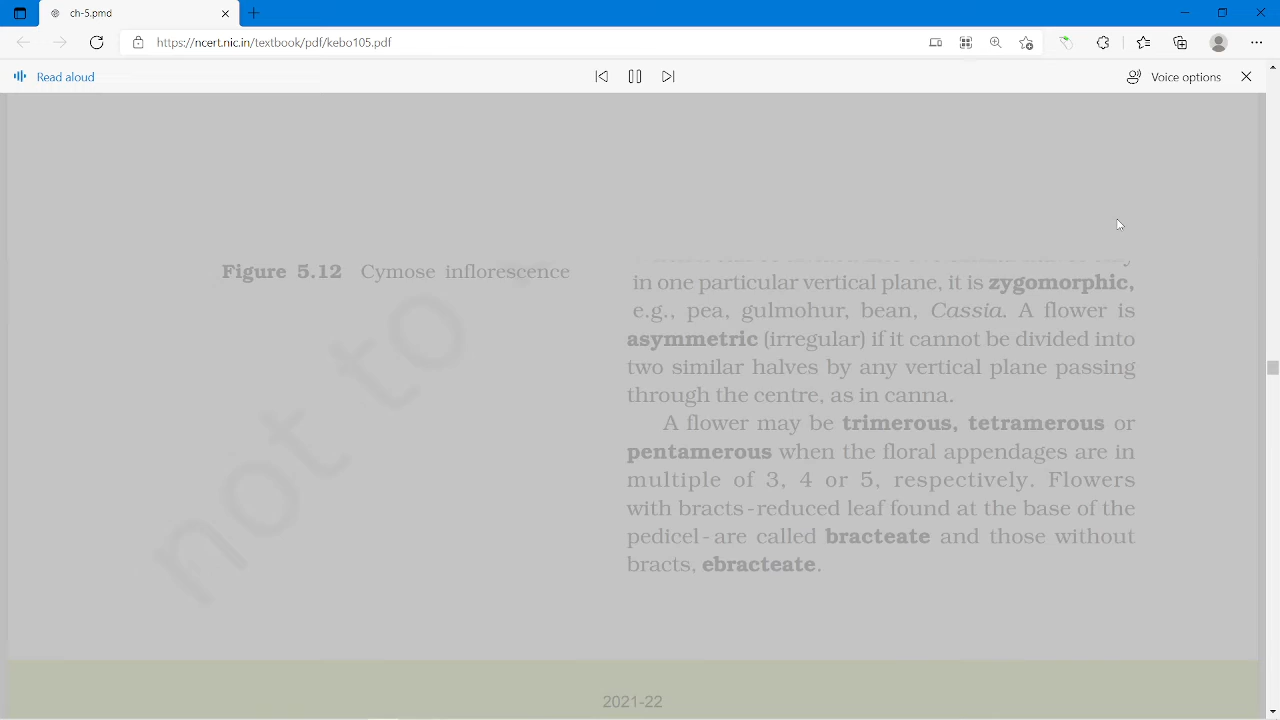 ch-5.pmd
https://ncert.nic.in/textbook/pdf/kebo105.pdf
Read aloud
Voice options
Figure 5.12 Cymose inflorescence
in one particular vertical plane, it is zygomorphic,
e.g., pea, gulmohur, bean, Cassia. A flower is
asymmetric (irregular) if it cannot be divided into
two similar halves by any vertical plane passing
through the centre, as in canna.
A flower may be trimerous, tetramerous or
pentamerous when the floral appendages are in
multiple of 3, 4 or 5, respectively. Flowers
with bracts-reduced leaf found at the base of the
pedicel-are called bracteate and those without
bracts, ebracteate.
not to
2021-22